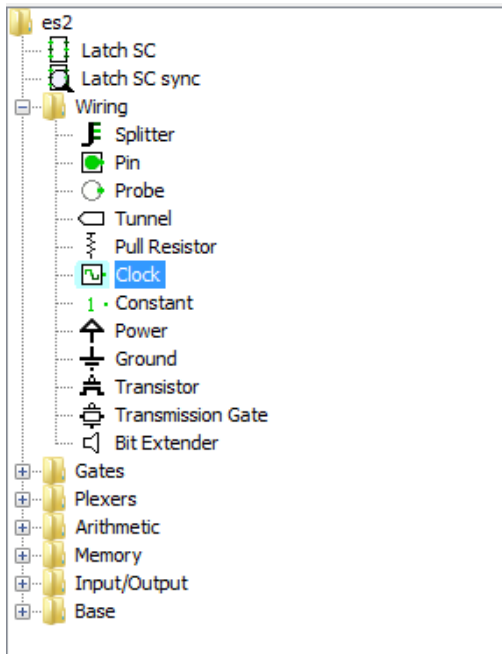 es2
Latch SC
Latch SC sync
Wiring
Splitter
Pin
Probe
Tunnel
Pull Resistor
Clock
1 Constant
Power
Ground
Transistor
Transmission Gate
Bit Extender
Gates
Plexers
Arithmetic
Memory
Input/Output
Base